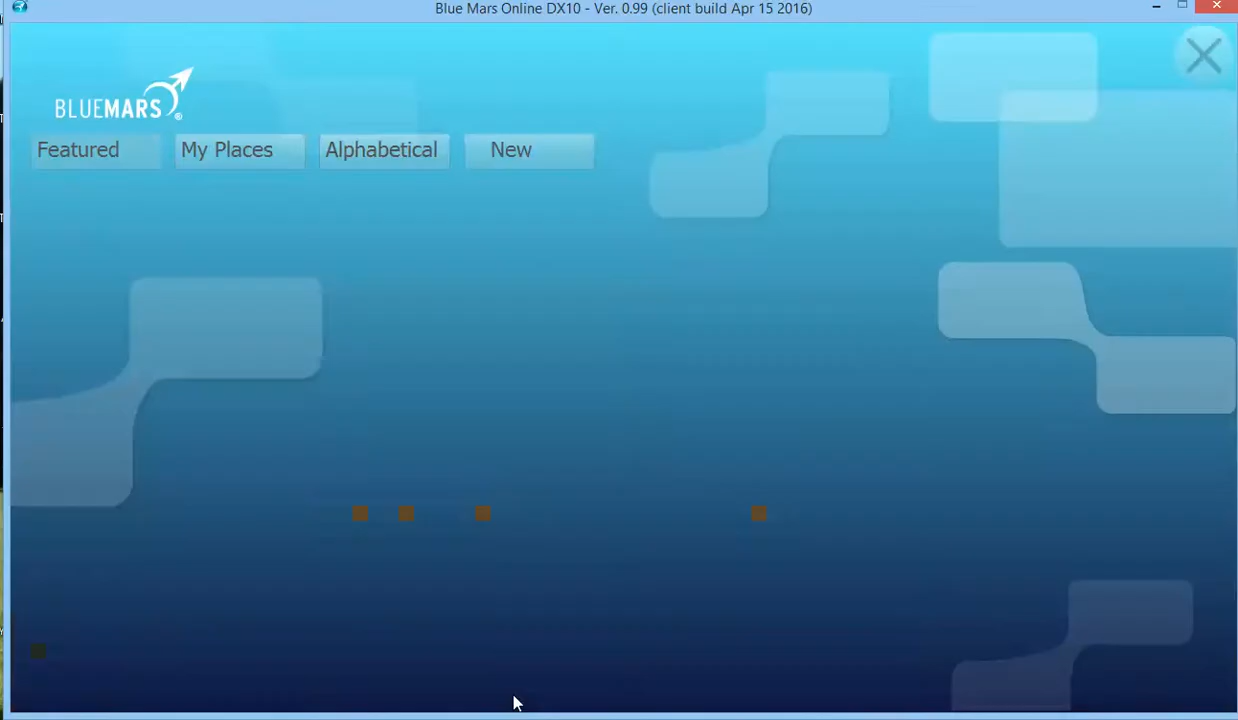 Blue Mars Online DX10 - Ver. 0.99 (client build Apr 15 2016)
BLUEMARS®
Featured
My Places
Alphabetical
New